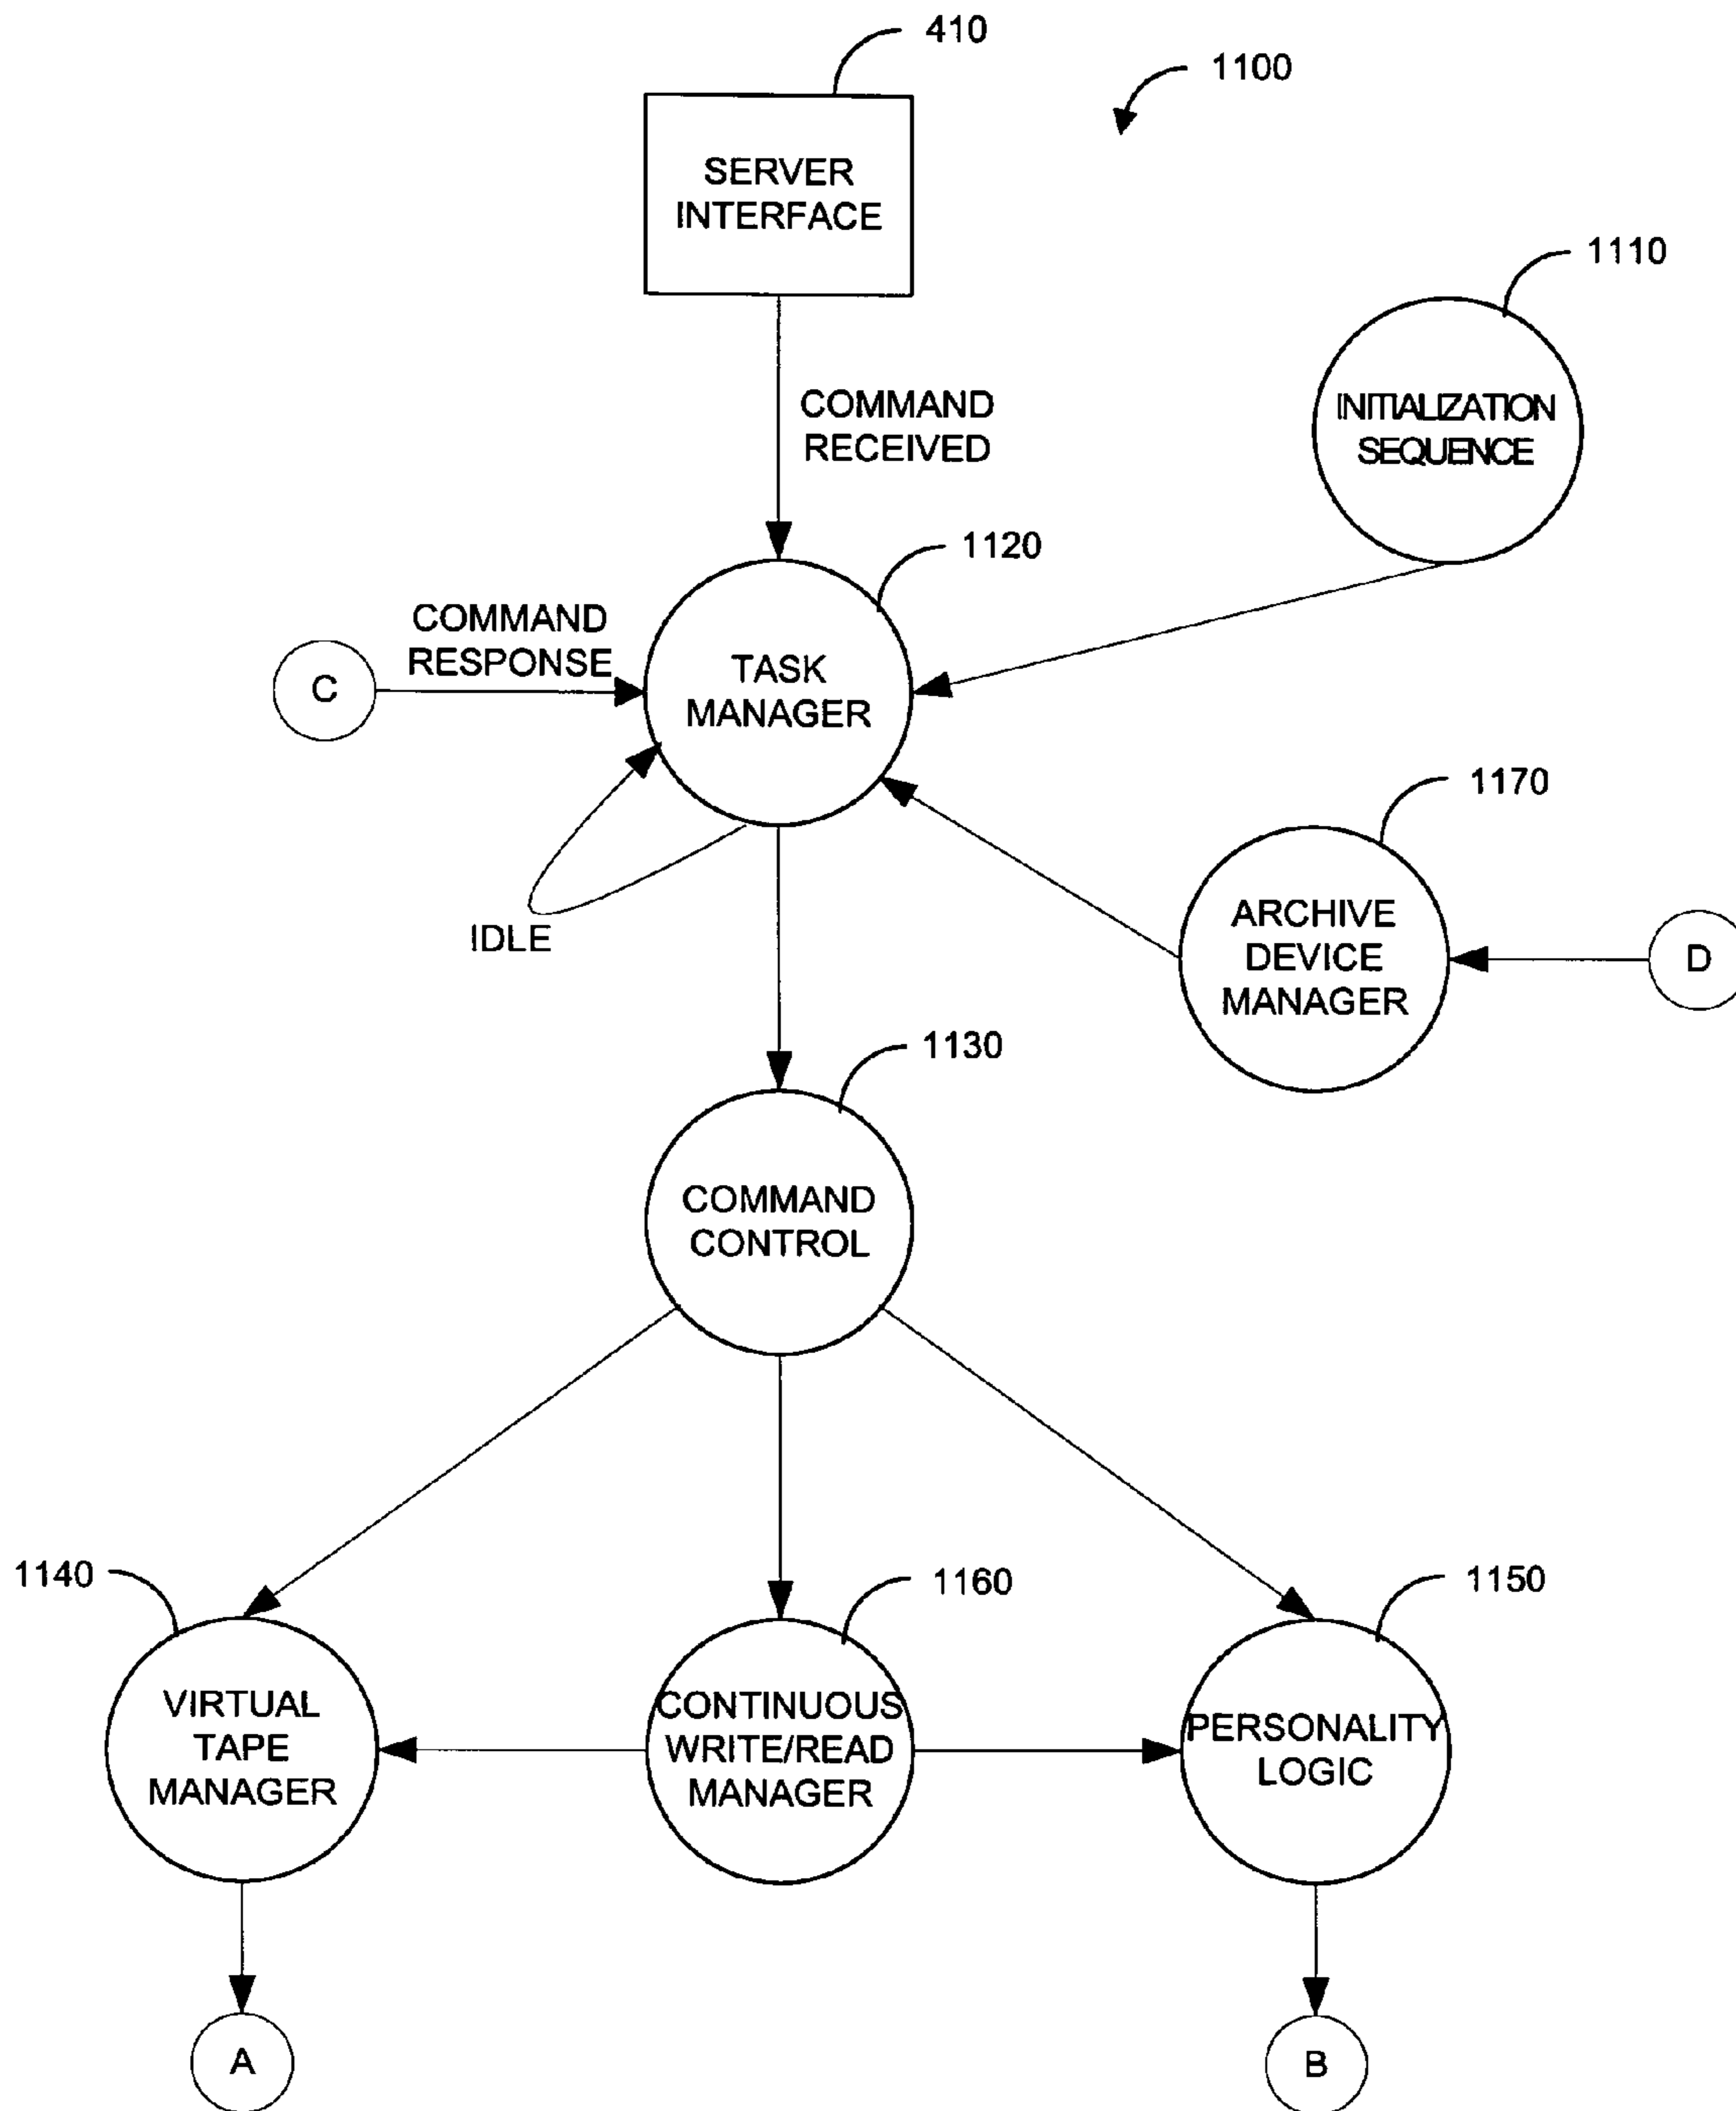 410
1100
SERVER
INTERFACE
1110
COMMAND
RECEIVED
INITIALIZATION
SEQUENCE
1120
COMMAND
RESPONSE
C
TASK
MANAGER
1170
IDLE
ARCHIVE
DEVICE
MANAGER
D
1130
COMMAND
CONTROL
1140
1160
1150
VIRTUAL
TAPE
MANAGER
CONTINUOUS
WRITE/READ
MANAGER
PERSONALITY
LOGIC
A
B